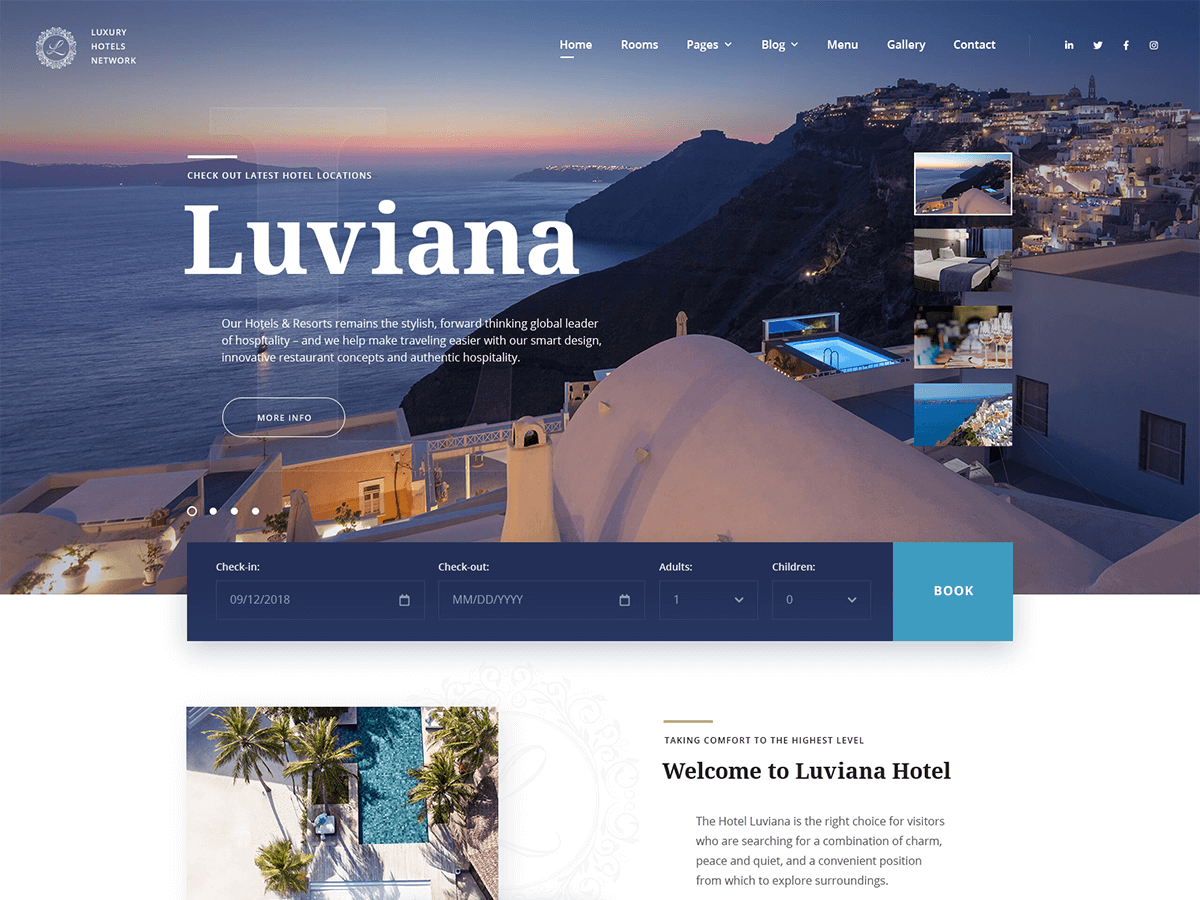 LUXURY
HOTELS
NETWORK
Home Rooms Pages Blog Menu Gallery Contact
CHECK OUT LATEST HOTEL LOCATIONS
Luviana
Our Hotels & Resorts remains the stylish, forward thinking global leader
of hospitality – and we help make traveling easier with our smart design,
innovative restaurant concepts and authentic hospitality.
MORE INFO
Check-in: Check-out: Adults: Children:
09/12/2018 MM/DD/YYYY 1 0
BOOK
TAKING COMFORT TO THE HIGHEST LEVEL
Welcome to Luviana Hotel
The Hotel Luviana is the right choice for visitors
who are searching for a combination of charm,
peace and quiet, and a convenient position
from which to explore surroundings.